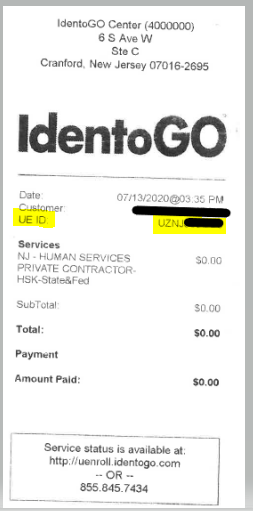 IdentoGO Center (4000000)
6 S Ave W
Ste C
Cranford, New Jersey 07016-2695
IdentoGO
Date: 07/13/2020@03:35 PM
Customer:
UE ID: UZNJ
Services
NJ - HUMAN SERVICES $0.00
PRIVATE CONTRACTOR-
HSK-State&Fed
SubTotal: $0.00
Total: $0.00
Payment
Amount Paid: $0.00
Service status is available at:
http://uenroll.identogo.com
-- OR --
855.845.7434